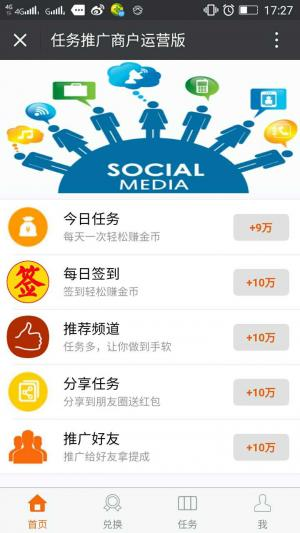 4G 4G 17:27
任务推广商户运营版
SOCIAL
MEDIA
今日任务
每天一次轻松赚金币
+9万
签
每日签到
签到轻松赚金币
+10万
推荐频道
任务多，让你做到手软
+10万
分享任务
分享到朋友圈送红包
+10万
推广好友
推广给好友拿提成
+10万
首页 兑换 任务 我